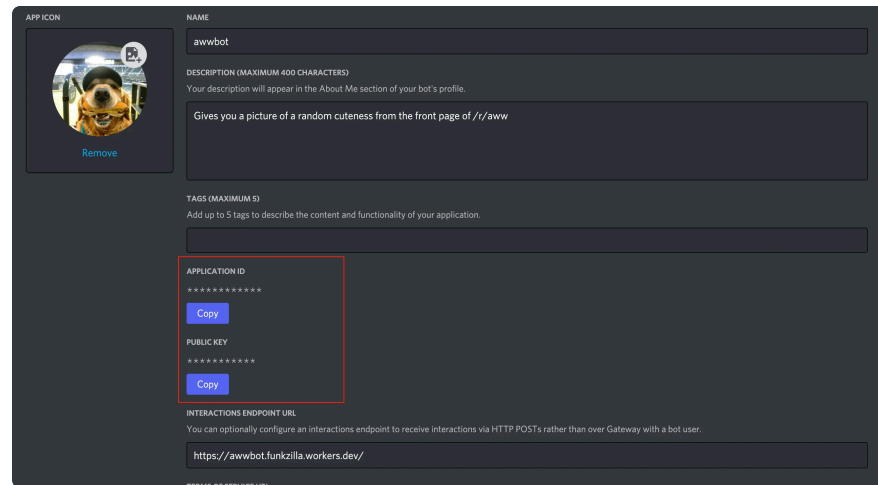 APP ICON
Remove
NAME
awwbot
DESCRIPTION (MAXIMUM 400 CHARACTERS)
Your description will appear in the About Me section of your bot's profile.
Gives you a picture of a random cuteness from the front page of /r/aww
TAGS (MAXIMUM 5)
Add up to 5 tags to describe the content and functionality of your application.
APPLICATION ID
************
Copy
PUBLIC KEY
***********
Copy
INTERACTIONS ENDPOINT URL
You can optionally configure an interactions endpoint to receive interactions via HTTP POSTs rather than over Gateway with a bot user.
https://awwbot.funkzilla.workers.dev/